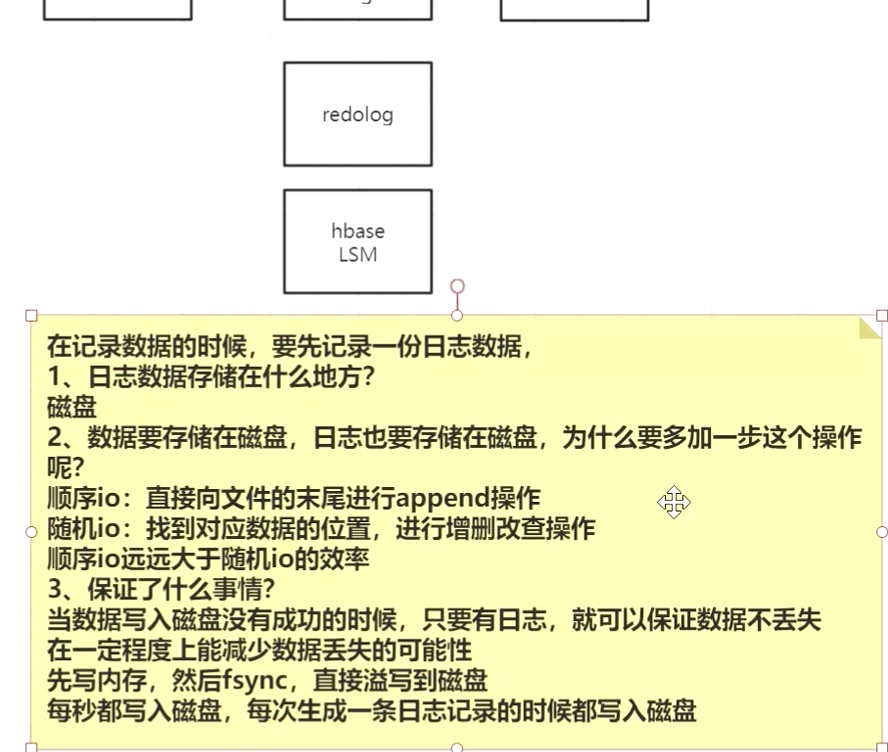 redolog
hbase
LSM
在记录数据的时候，要先记录一份日志数据，
1、日志数据存储在什么地方？
磁盘
2、数据要存储在磁盘，日志也要存储在磁盘，为什么要多加一步这个操作
呢？
顺序io：直接向文件的末尾进行append操作
随机io：找到对应数据的位置，进行增删改查操作
顺序io远远大于随机io的效率
3、保证了什么事情？
当数据写入磁盘没有成功的时候，只要有日志，就可以保证数据不丢失
在一定程度上能减少数据丢失的可能性
先写内存，然后fsync，直接溢写到磁盘
每秒都写入磁盘，每次生成一条日志记录的时候都写入磁盘